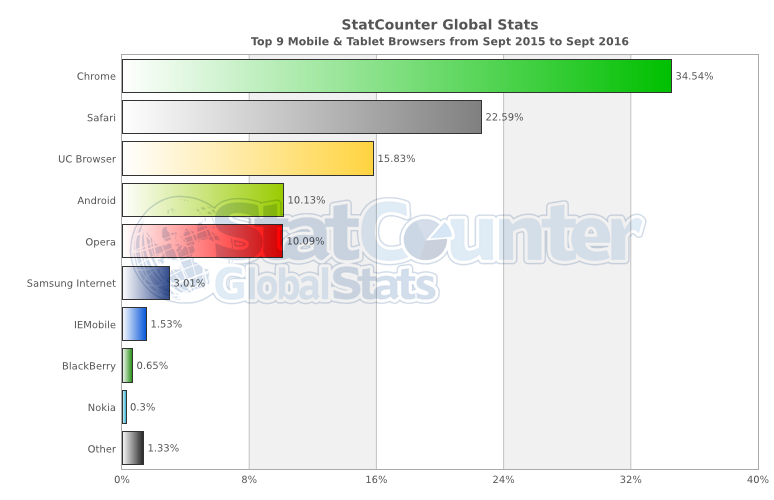 StatCounter Global Stats
Top 9 Mobile & Tablet Browsers from Sept 2015 to Sept 2016
Chrome 34.54%
Safari 22.59%
UC Browser 15.83%
Android 10.13%
StatCounter
Opera 10.09%
GlobalStats
Samsung Internet 3.01%
IEMobile 1.53%
BlackBerry 0.65%
Nokia 0.3%
Other 1.33%
0% 8% 16% 24% 32% 40%